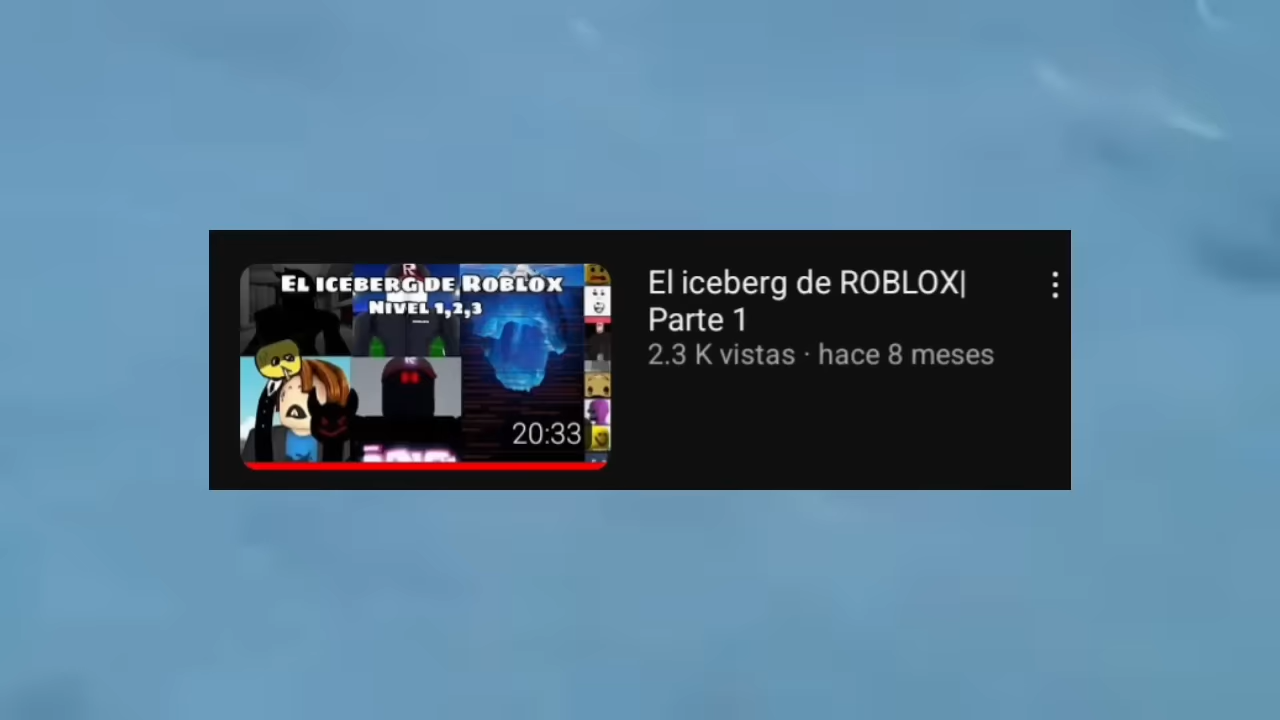 El iceberg de Roblox
Nivel 1,2,3
20:33
El iceberg de ROBLOX|
Parte 1
2.3 K vistas · hace 8 meses